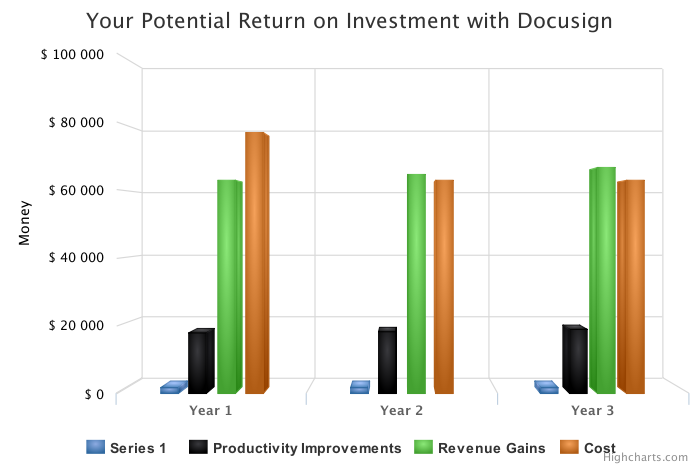 Your Potential Return on Investment with Docusign
$ 100 000
$ 80 000
$ 60 000
$ 40 000
$ 20 000
$ 0
Money
Year 1 Year 2 Year 3
Series 1 Productivity Improvements Revenue Gains Cost
Highcharts.com